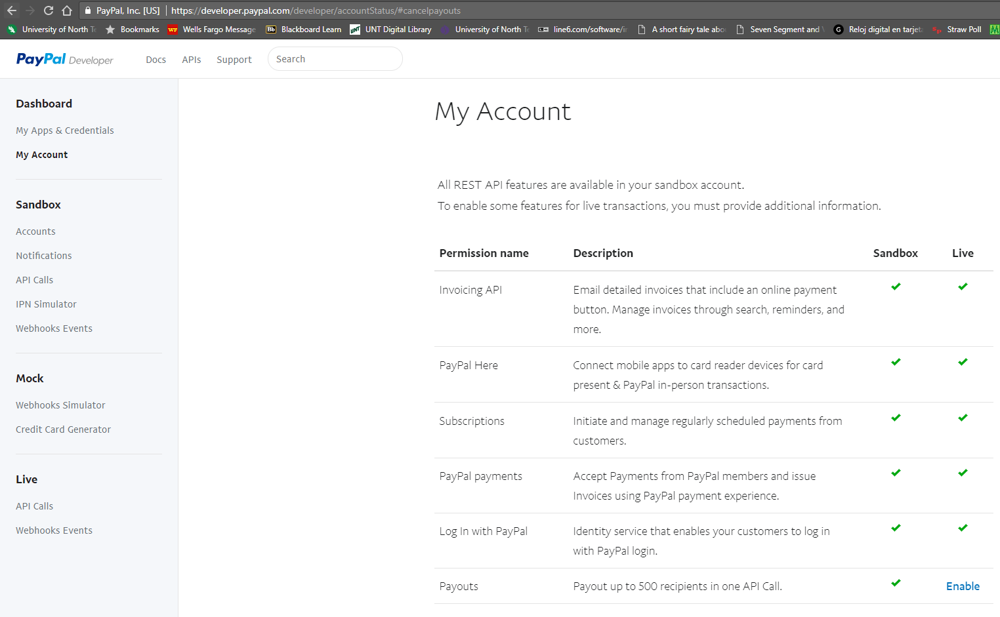 PayPal, Inc. [US] https://developer.paypal.com/developer/accountStatus/#cancelpayouts
University of North Te Bookmarks Wells Fargo Message Blackboard Learn UNT Digital Library University of North Te line6.com/software/in A short fairy tale abo Seven Segment and Reloj digital en tarjeta Straw Poll
PayPal Developer Docs APIs Support Search
Dashboard
My Apps & Credentials
My Account
Sandbox
Accounts
Notifications
API Calls
IPN Simulator
Webhooks Events
Mock
Webhooks Simulator
Credit Card Generator
Live
API Calls
Webhooks Events
My Account
All REST API features are available in your sandbox account.
To enable some features for live transactions, you must provide additional information.
Permission name Description Sandbox Live
Invoicing API Email detailed invoices that include an online payment
button. Manage invoices through search, reminders, and
more.
PayPal Here Connect mobile apps to card reader devices for card
present & PayPal in-person transactions.
Subscriptions Initiate and manage regularly scheduled payments from
customers.
PayPal payments Accept Payments from PayPal members and issue
Invoices using PayPal payment experience.
Log In with PayPal Identity service that enables your customers to log in
with PayPal login.
Payouts Payout up to 500 recipients in one API Call. Enable